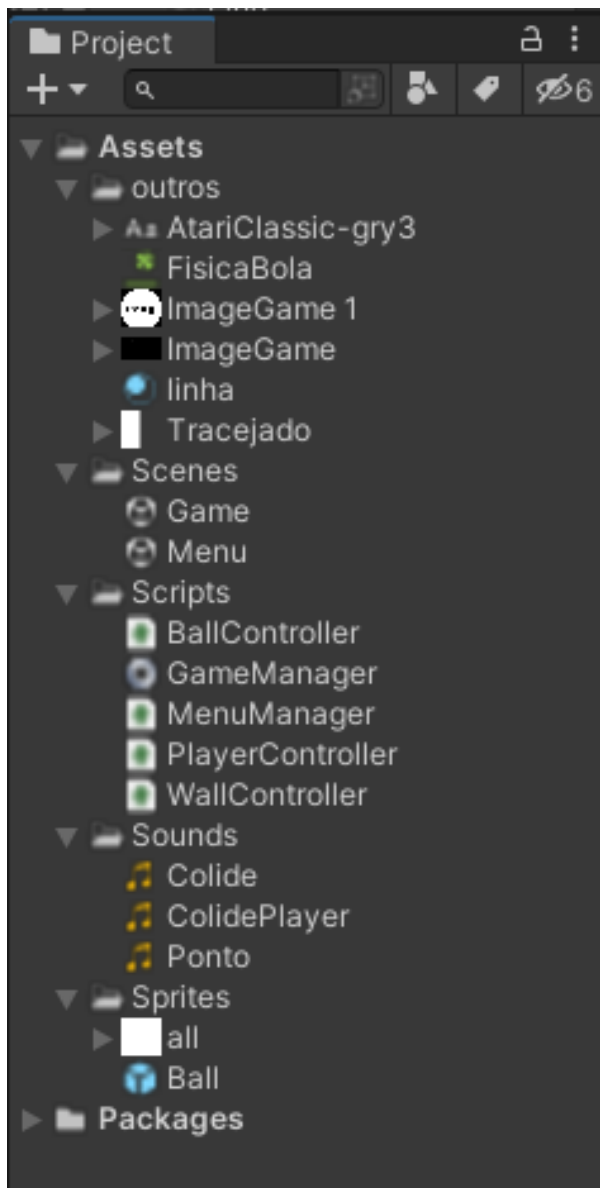 Project
6
Assets
outros
Aa AtariClassic-gry3
FisicaBola
ImageGame 1
ImageGame
linha
Tracejado
Scenes
Game
Menu
Scripts
BallController
GameManager
MenuManager
PlayerController
WallController
Sounds
Colide
ColidePlayer
Ponto
Sprites
all
Ball
Packages